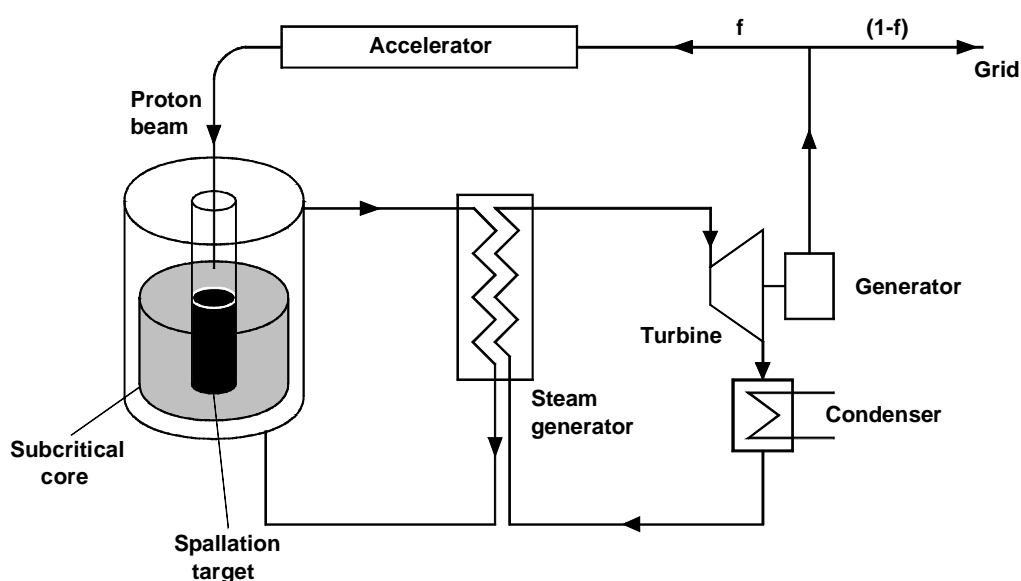 f
(1-f)
Accelerator
Grid
Proton
beam
Generator
Turbine
Steam
generator
Condenser
Subcritical
core
Spallation
target